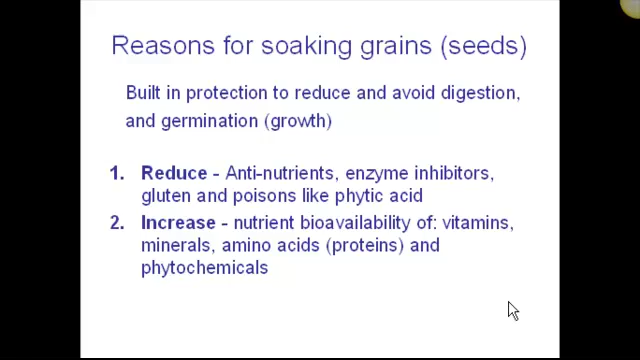 Reasons for soaking grains (seeds)
Built in protection to reduce and avoid digestion,
and germination (growth)
1. Reduce - Anti-nutrients, enzyme inhibitors,
gluten and poisons like phytic acid
2. Increase - nutrient bioavailability of: vitamins,
minerals, amino acids (proteins) and
phytochemicals